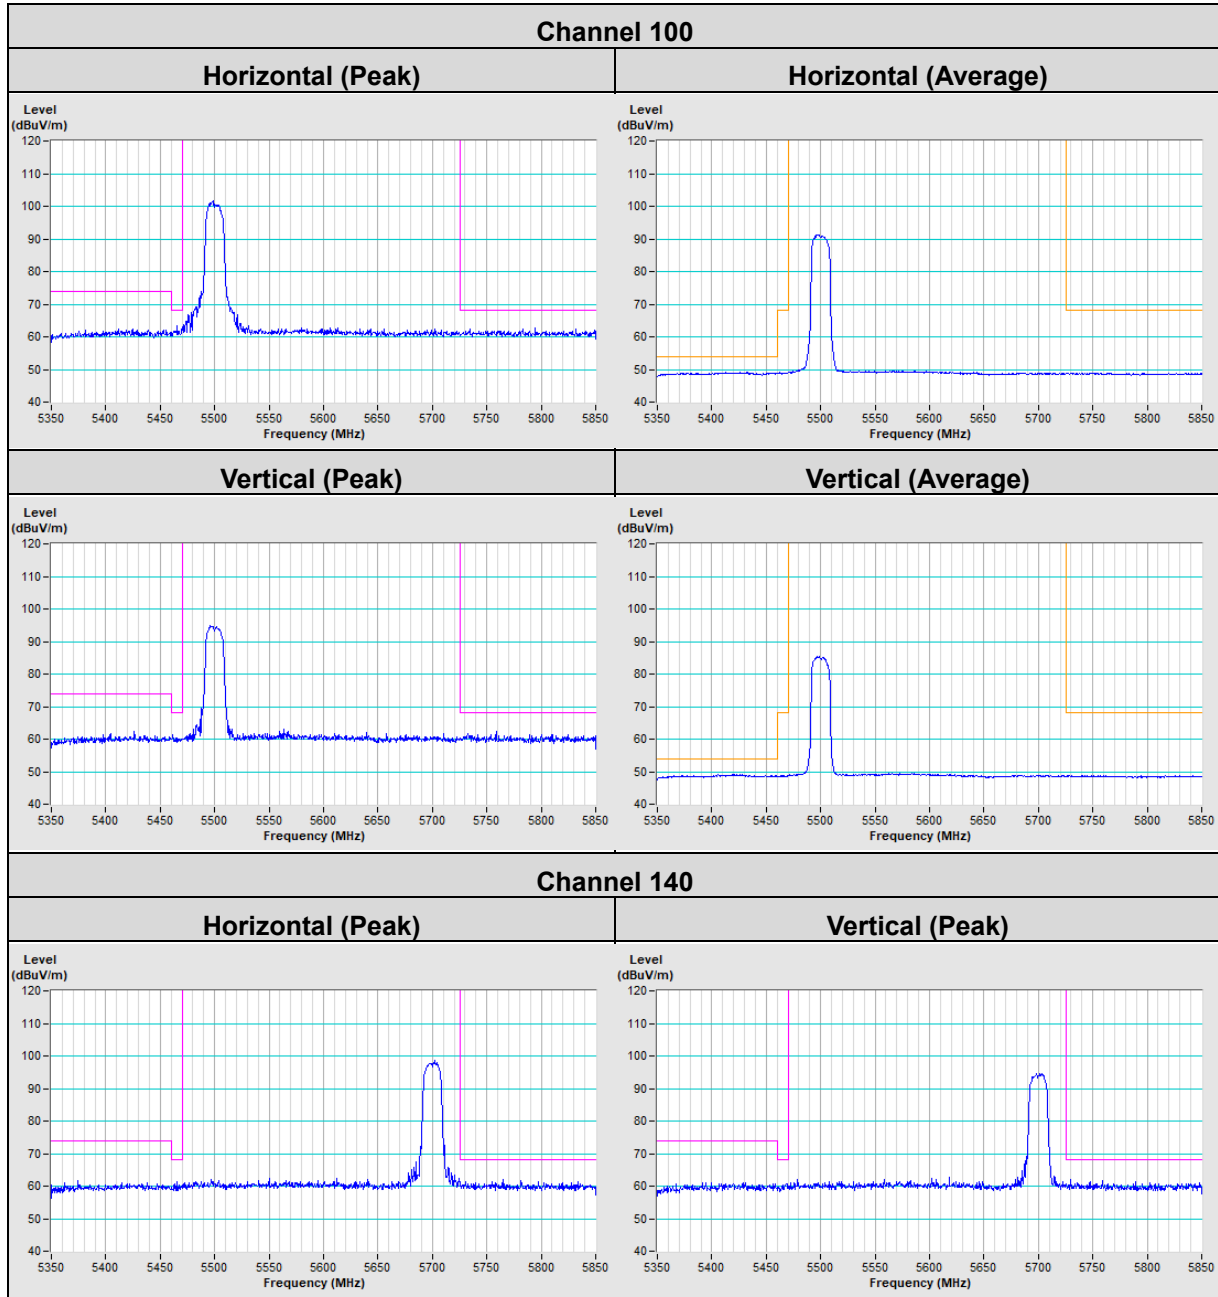 Channel 100
Horizontal (Peak) Horizontal (Average)
Level Level
(dBuV/m) (dBuV/m)
120 120
110 110
100 100
90 90
80 80
70 70
60 60
50 50
40 40
5350 5400 5450 5500 5550 5600 5650 5700 5750 5800 5850 5350 5400 5450 5500 5550 5600 5650 5700 5750 5800 5850
Frequency (MHz) Frequency (MHz)
Vertical (Peak) Vertical (Average)
Level Level
(dBuV/m) (dBuV/m)
120 120
110 110
100 100
90 90
80 80
70 70
60 60
50 50
40 40
5350 5400 5450 5500 5550 5600 5650 5700 5750 5800 5850 5350 5400 5450 5500 5550 5600 5650 5700 5750 5800 5850
Frequency (MHz) Frequency (MHz)
Channel 140
Horizontal (Peak) Vertical (Peak)
Level Level
(dBuV/m) (dBuV/m)
120 120
110 110
100 100
90 90
80 80
70 70
60 60
50 50
40 40
5350 5400 5450 5500 5550 5600 5650 5700 5750 5800 5850 5350 5400 5450 5500 5550 5600 5650 5700 5750 5800 5850
Frequency (MHz) Frequency (MHz)